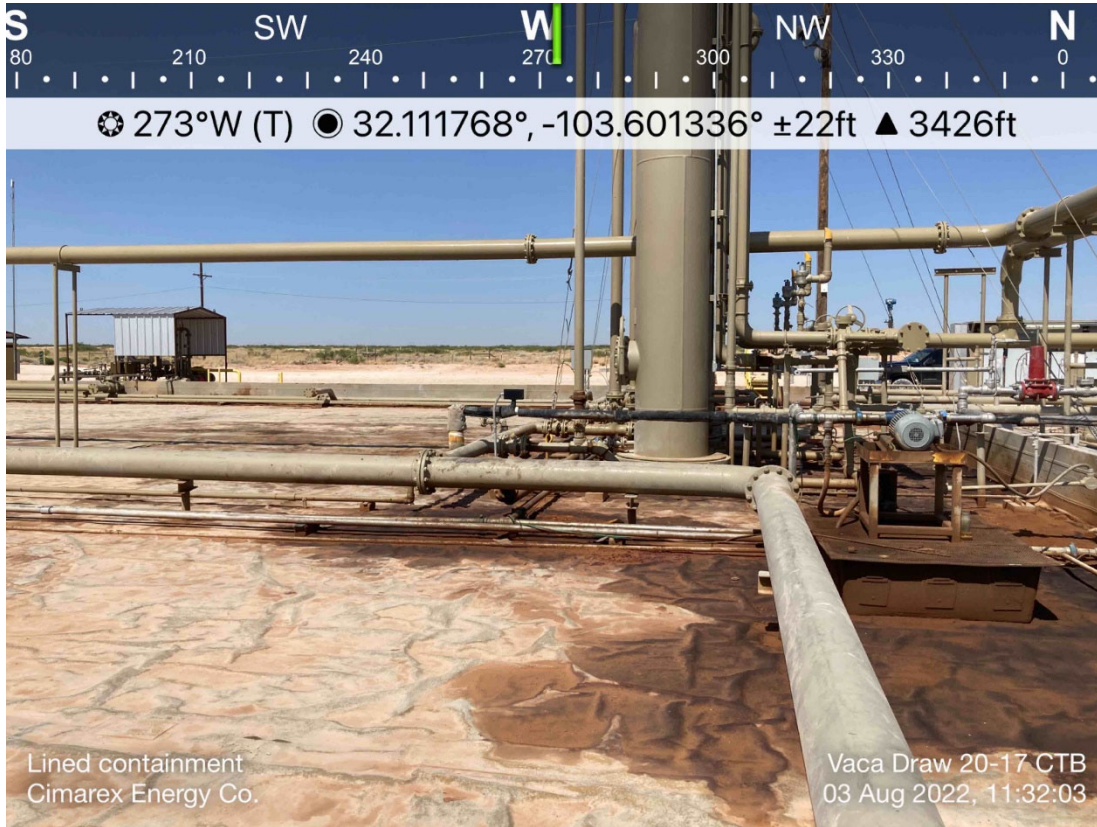 S SW W NW N
80 210 240 270 300 330 0
273°W (T) 32.111768°, -103.601336° ±22ft ▲ 3426ft
Lined containment
Cimarex Energy Co.
Vaca Draw 20-17 CTB
03 Aug 2022, 11:32:03